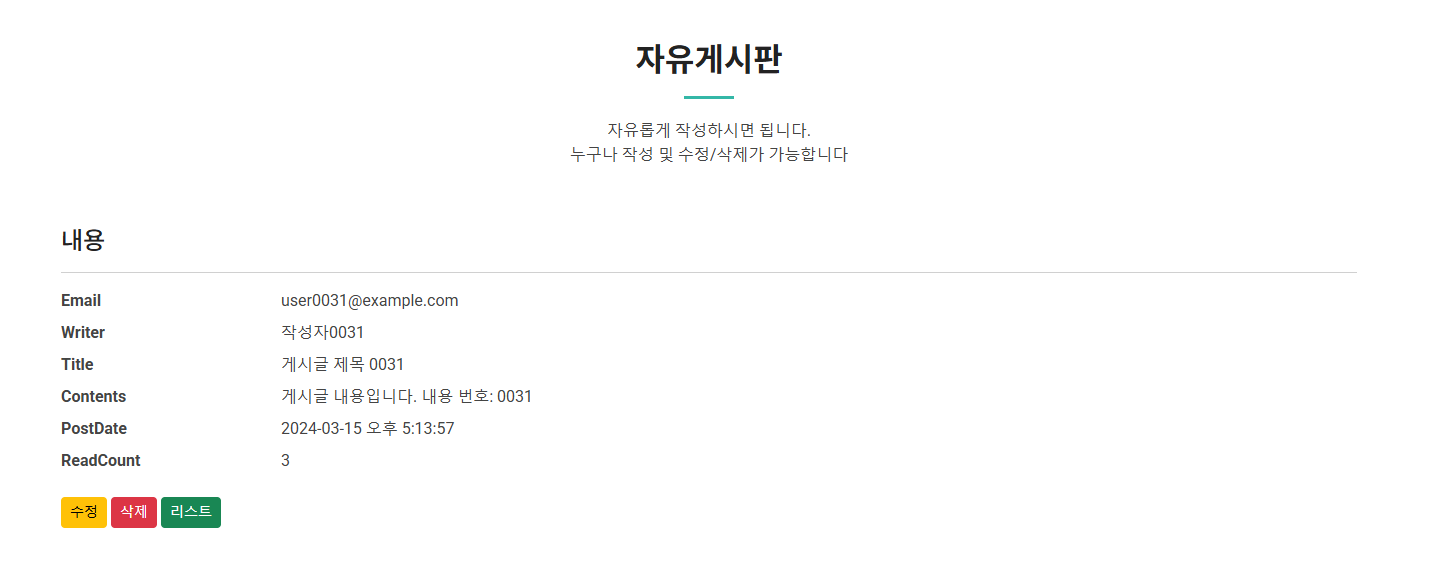 자유게시판
자유롭게 작성하시면 됩니다.
누구나 작성 및 수정/삭제가 가능합니다
내용
Email user0031@example.com
Writer 작성자0031
Title 게시글 제목 0031
Contents 게시글 내용입니다. 내용 번호: 0031
PostDate 2024-03-15 오후 5:13:57
ReadCount 3
수정 삭제 리스트